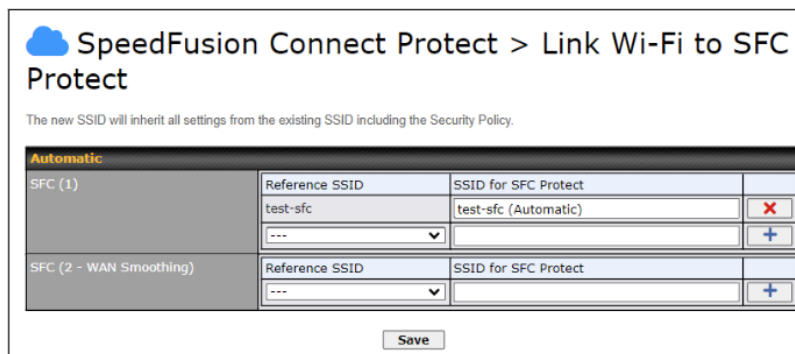 SpeedFusion Connect Protect > Link Wi-Fi to SFC
Protect
The new SSID will inherit all settings from the existing SSID including the Security Policy.
Automatic
SFC (1)
Reference SSID
SSID for SFC Protect
test-sfc
test-sfc (Automatic)
---
SFC (2 - WAN Smoothing)
Reference SSID
SSID for SFC Protect
---
Save